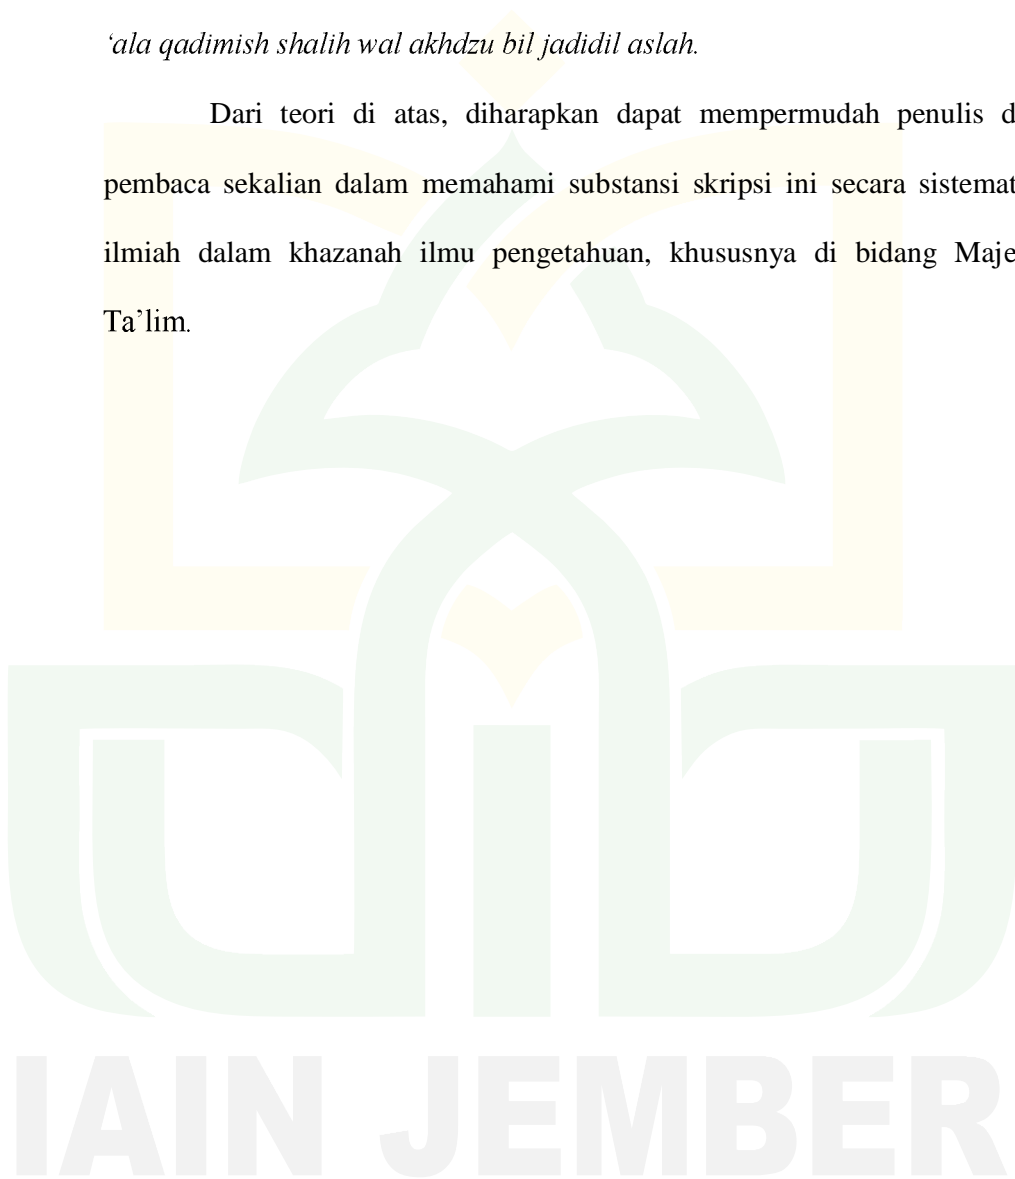 ‘ala qadimish shalih wal akhdzu bil jadidil aslah.
Dari teori di atas, diharapkan dapat mempermudah penulis d
pembaca sekalian dalam memahami substansi skripsi ini secara sistemat
ilmiah dalam khazanah ilmu pengetahuan, khususnya di bidang Maje
Ta’lim.
IAIN JEMBER